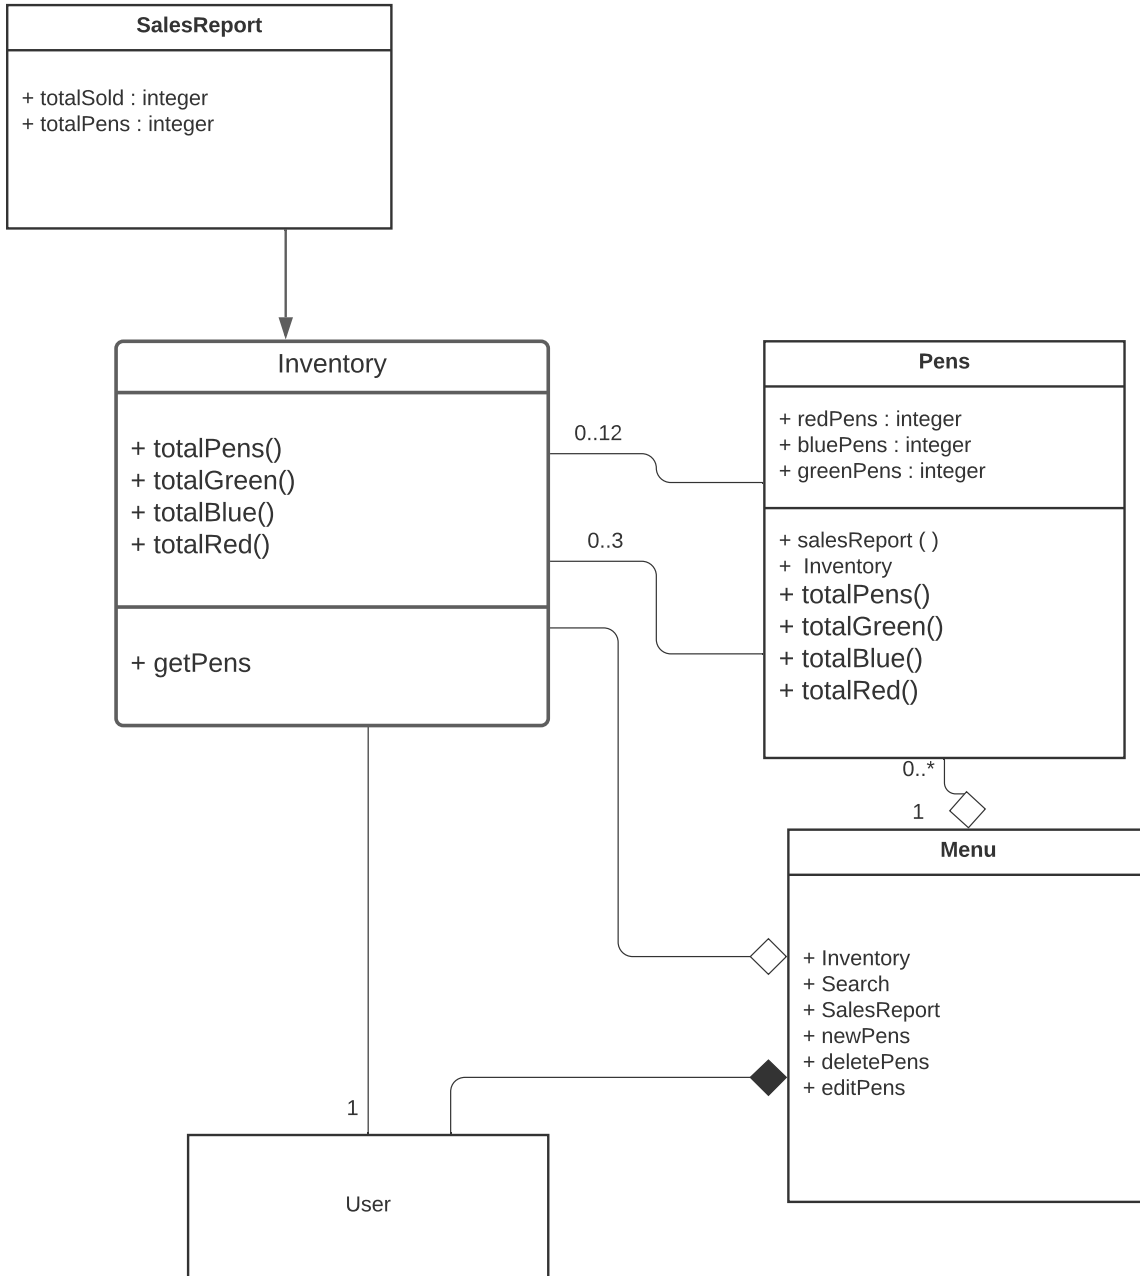 SalesReport
+ totalSold : integer
+ totalPens : integer
Inventory
+ totalPens()
+ totalGreen()
+ totalBlue()
+ totalRed()
+ getPens
0..12
0..3
Pens
+ redPens : integer
+ bluePens : integer
+ greenPens : integer
+ salesReport ( )
+  Inventory
+ totalPens()
+ totalGreen()
+ totalBlue()
+ totalRed()
0..*
1
Menu
+ Inventory
+ Search
+ SalesReport
+ newPens
+ deletePens
+ editPens
1
User